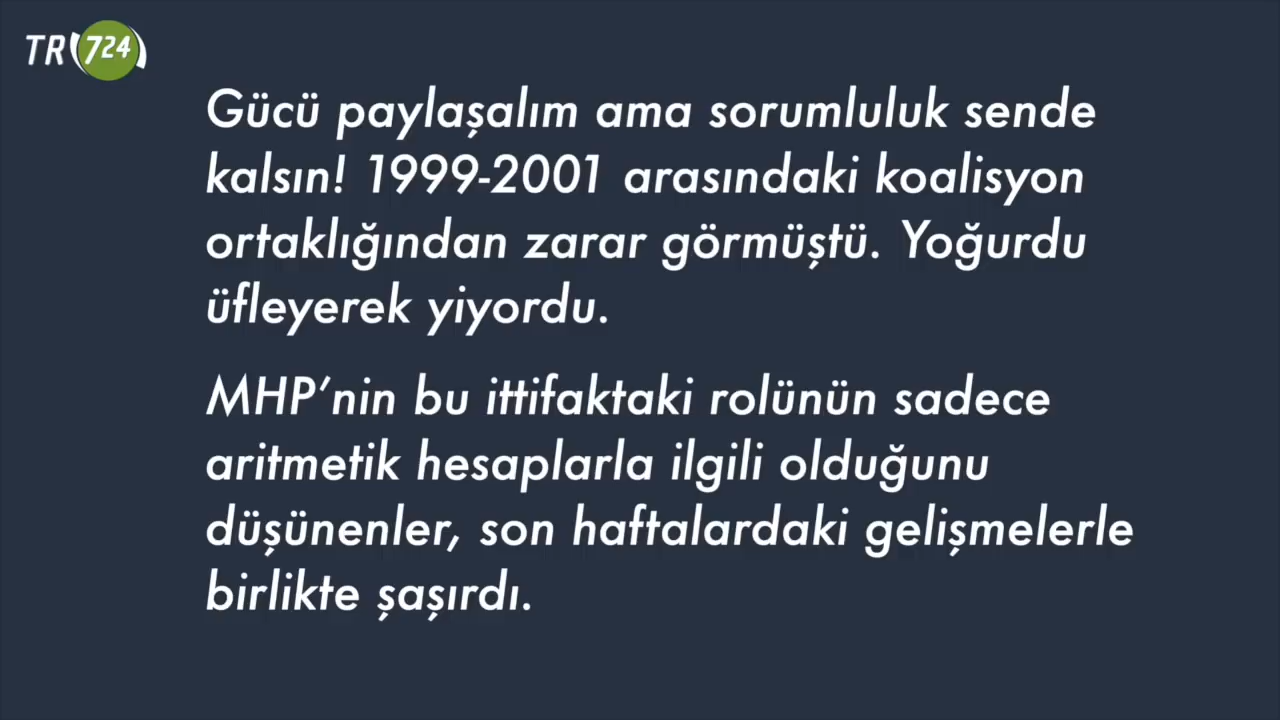 TR724
Gücü paylaşalım ama sorumluluk sende
kalsın! 1999-2001 arasındaki koalisyon
ortaklığından zarar görmüştü. Yoğurdu
üfleyerek yiyordu.
MHP’nin bu ittifaktaki rolünün sadece
aritmetik hesaplarla ilgili olduğunu
düşünenler, son haftalardaki gelişmelerle
birlikte şaşırdı.